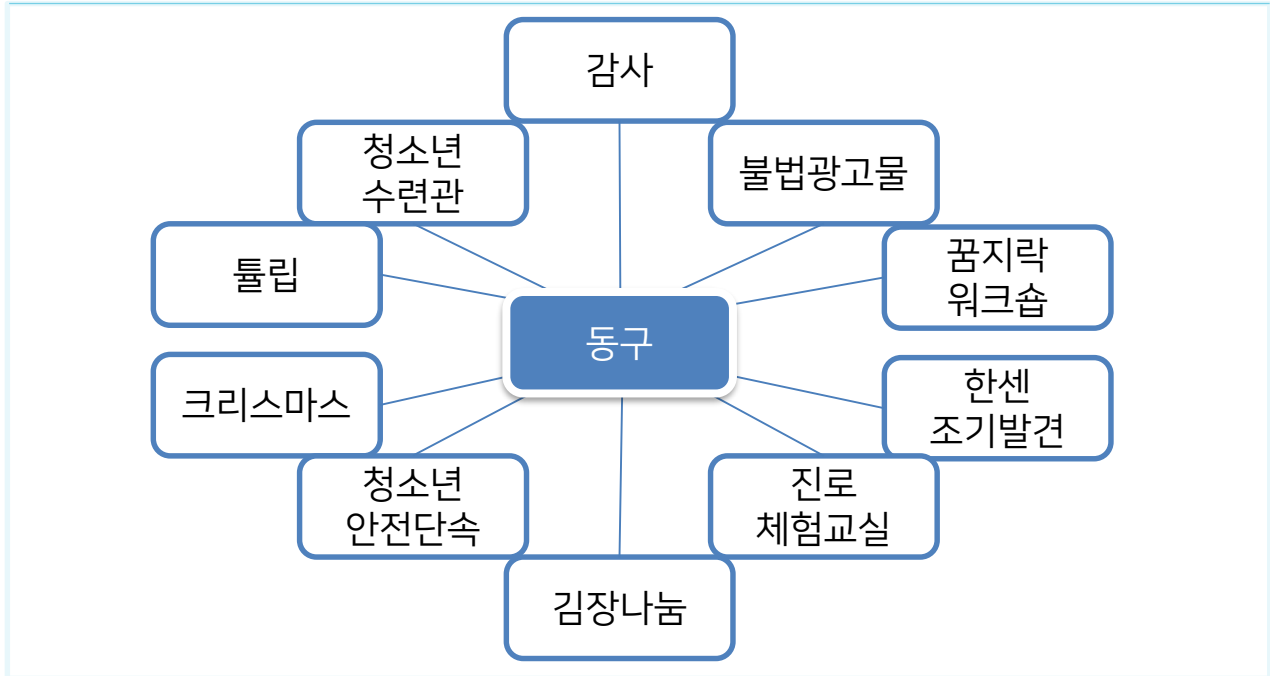 감사
청소년
수련관
불법광고물
튤립
꿈지락
워크숍
동구
크리스마스
한센
조기발견
청소년
안전단속
진로
체험교실
김장나눔